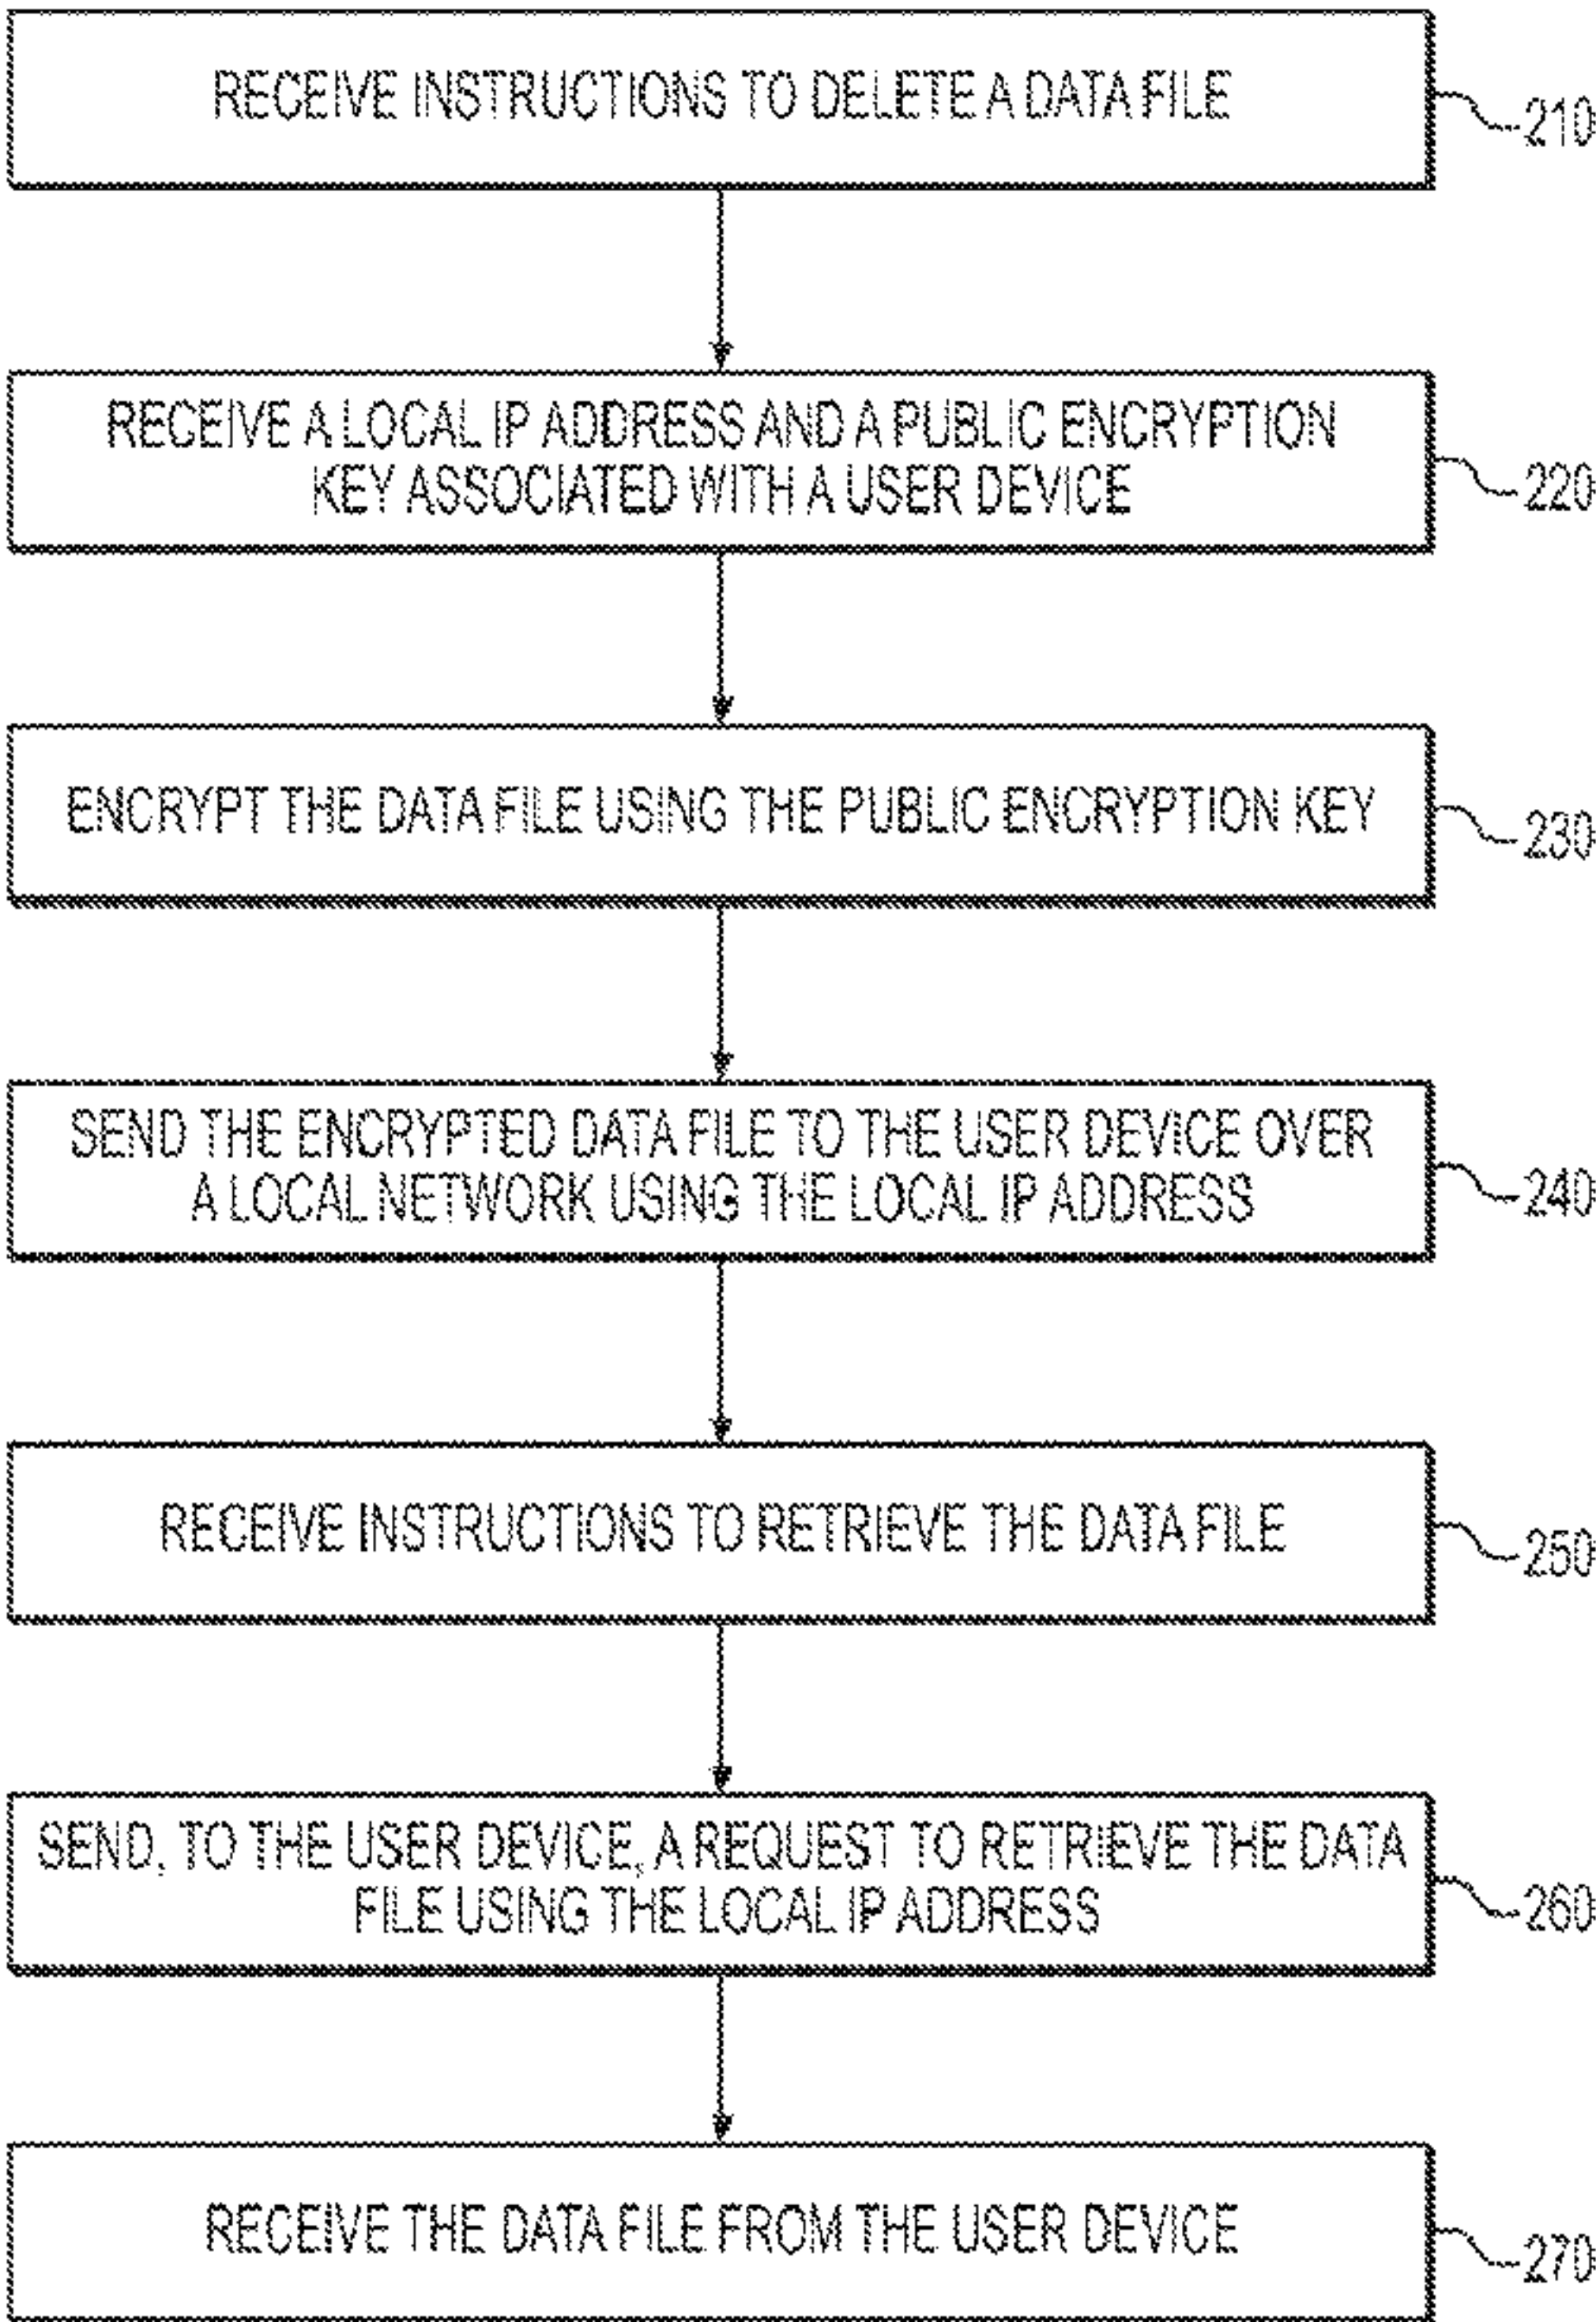 RECEIVE INSTRUCTIONS TO DELETE A DATA FILE
210
RECEIVE A LOCAL IP ADDRESS AND A PUBLIC ENCRYPTION
KEY ASSOCIATED WITH A USER DEVICE
220
ENCRYPT THE DATA FILE USING THE PUBLIC ENCRYPTION KEY
230
SEND THE ENCRYPTED DATA FILE TO THE USER DEVICE OVER
A LOCAL NETWORK USING THE LOCAL IP ADDRESS
240
RECEIVE INSTRUCTIONS TO RETRIEVE THE DATA FILE
250
SEND, TO THE USER DEVICE, A REQUEST TO RETRIEVE THE DATA
FILE USING THE LOCAL IP ADDRESS
260
RECEIVE THE DATA FILE FROM THE USER DEVICE
270